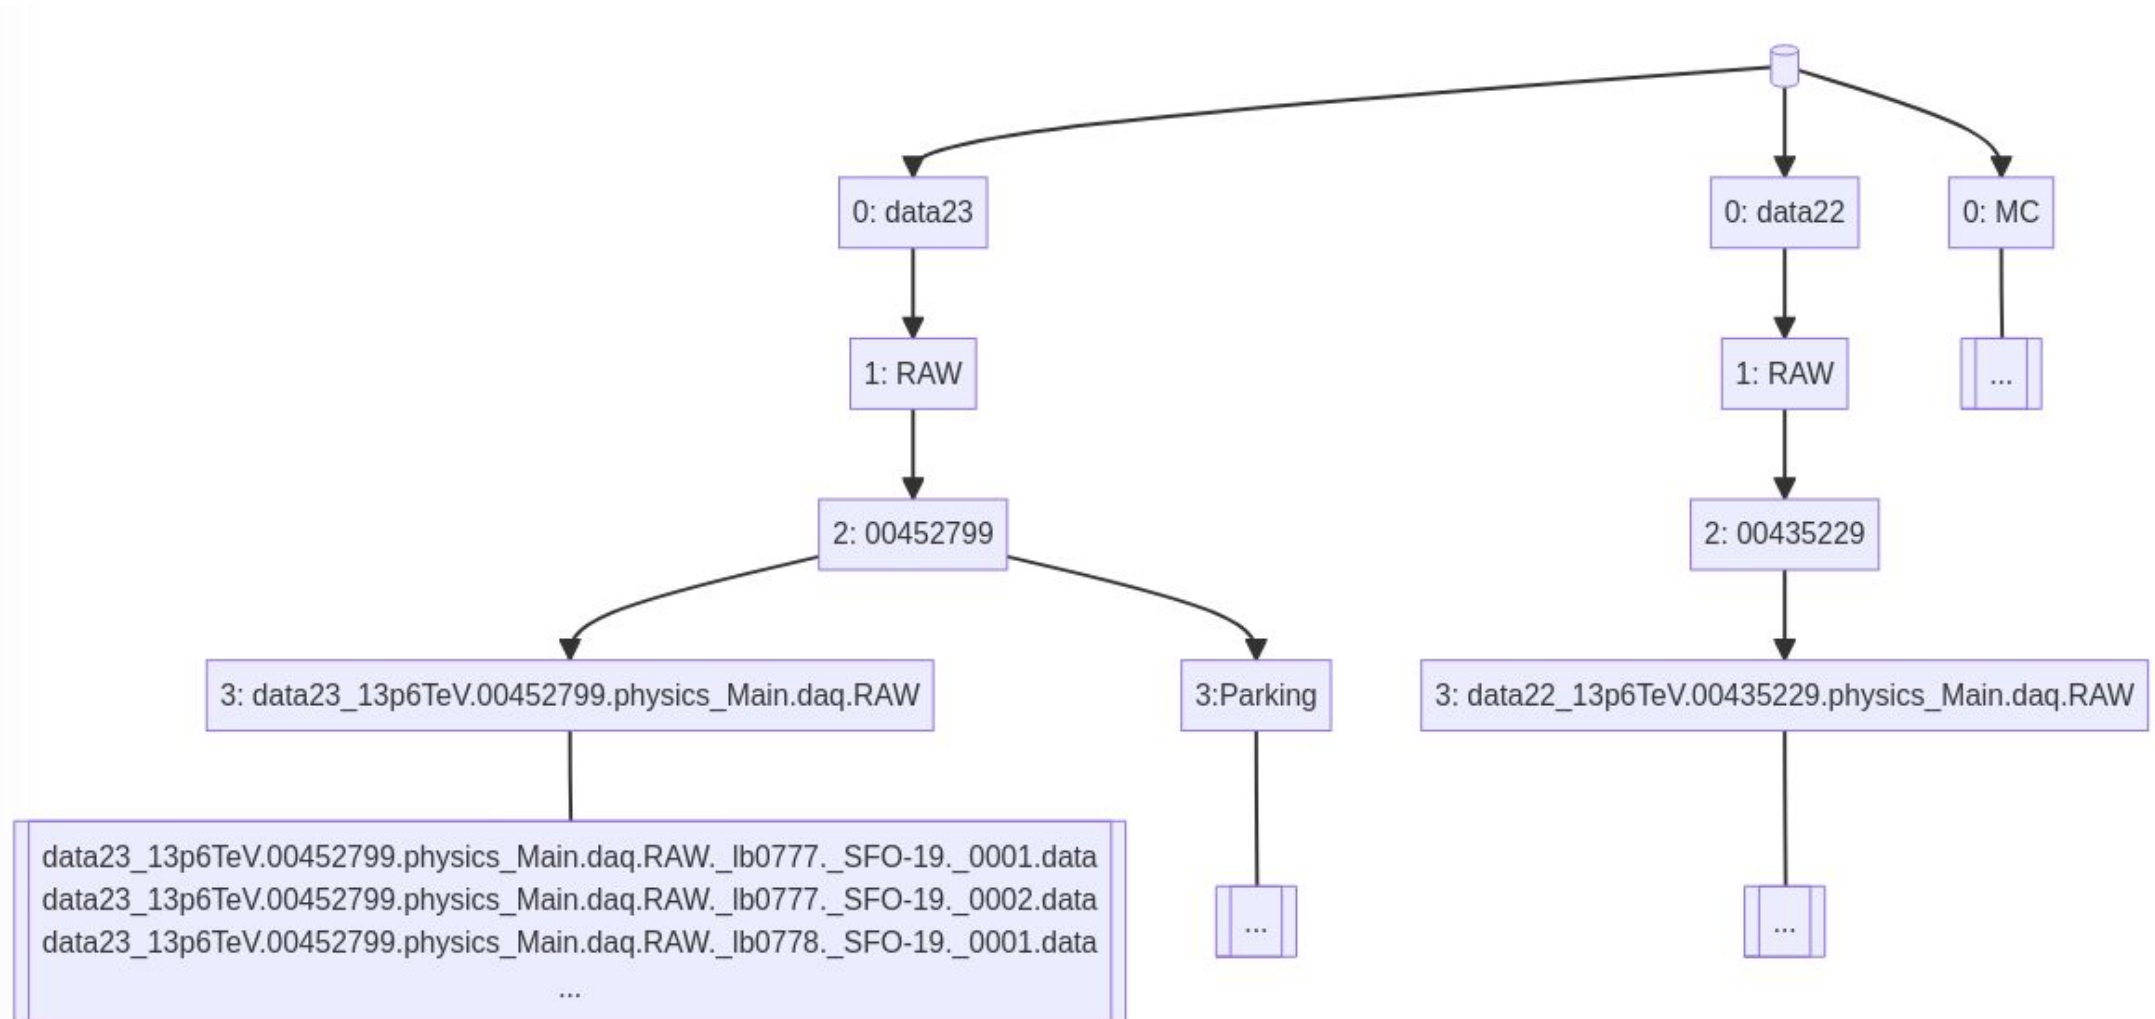 0: data23
0: data22
0: MC
1: RAW
1: RAW
...
2: 00452799
2: 00435229
3: data23_13p6TeV.00452799.physics_Main.daq.RAW
3:Parking
3: data22_13p6TeV.00435229.physics_Main.daq.RAW
data23_13p6TeV.00452799.physics_Main.daq.RAW._lb0777._SFO-19._0001.data
data23_13p6TeV.00452799.physics_Main.daq.RAW._lb0777._SFO-19._0002.data
data23_13p6TeV.00452799.physics_Main.daq.RAW._lb0778._SFO-19._0001.data
...
...
...